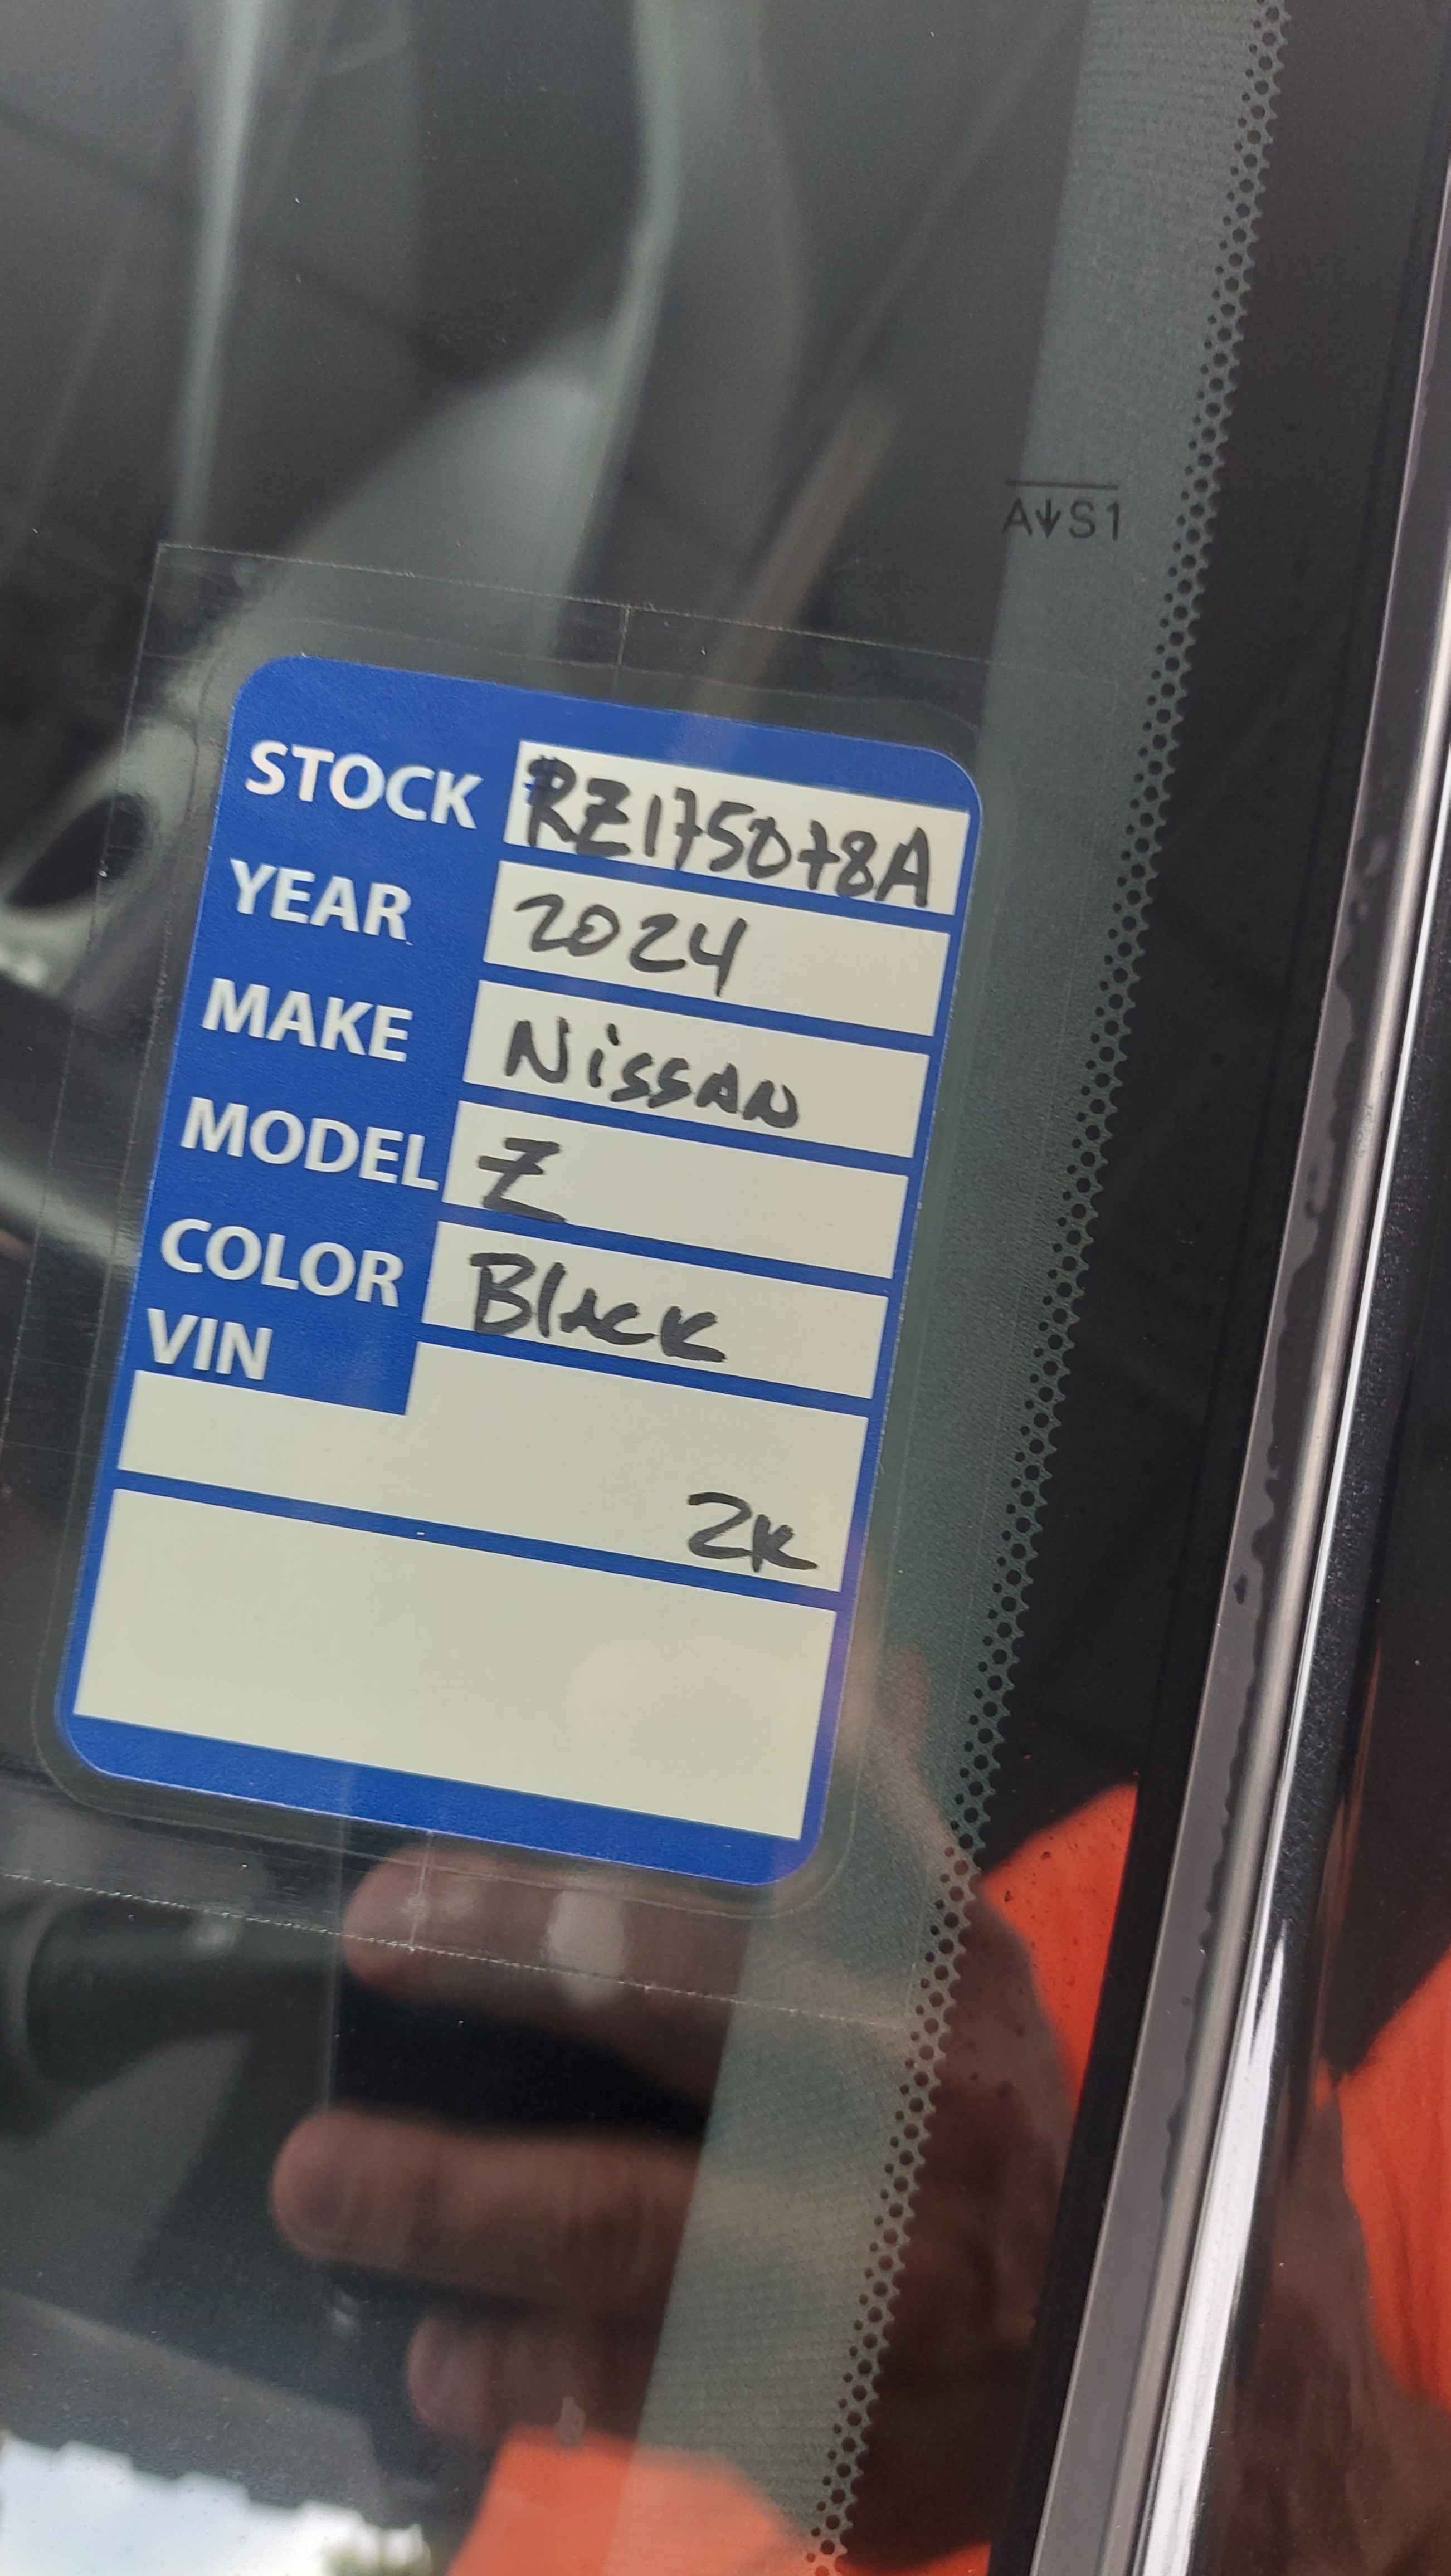 A↓S1
STOCK RZ175078A
YEAR 2024
MAKE Nissan
MODEL Z
COLOR Black
VIN
2K